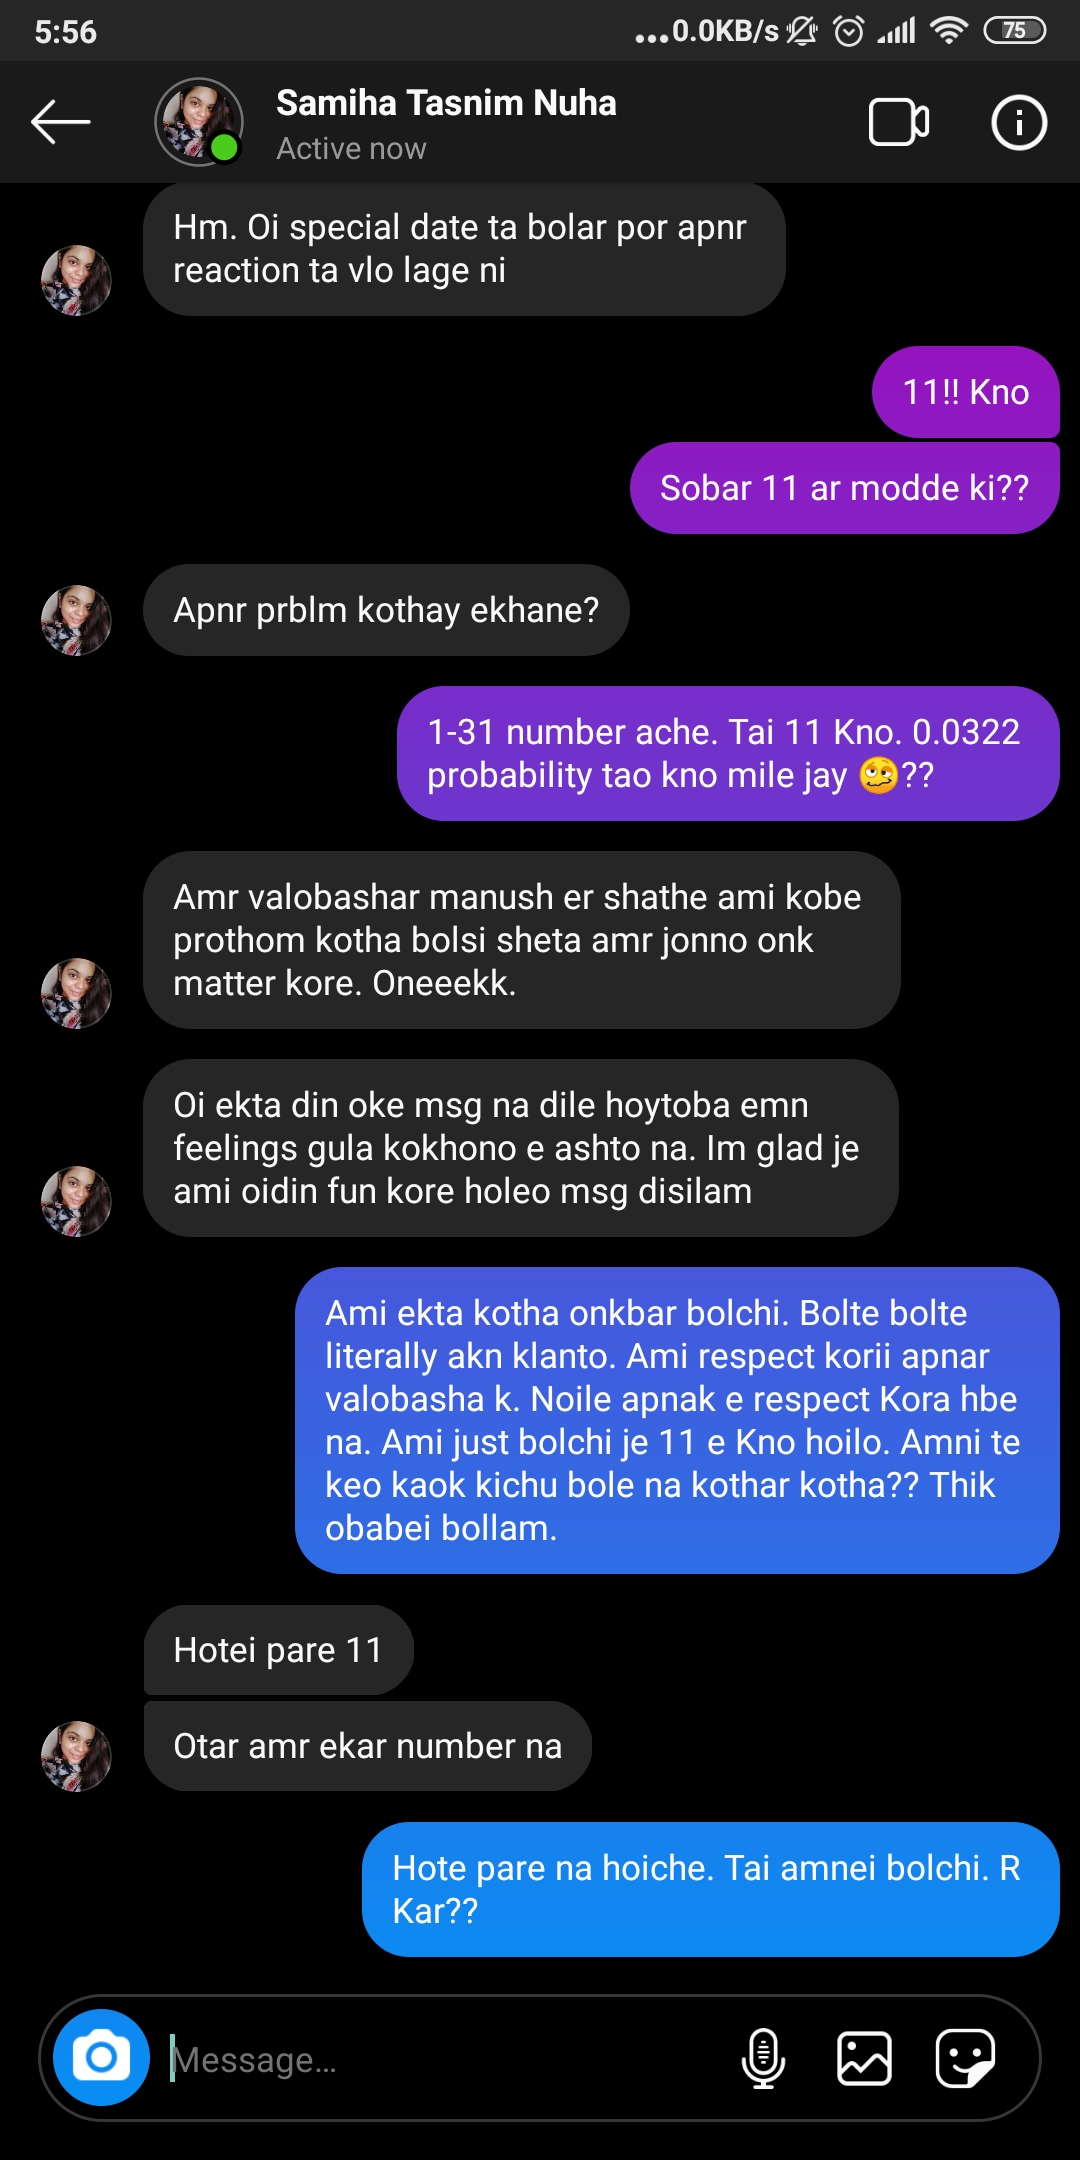 5:56
...0.0KB/s
75
Samiha Tasnim Nuha
Active now
Hm. Oi special date ta bolar por apnr
reaction ta vlo lage ni
11!! Kno
Sobar 11 ar modde ki??
Apnr prblm kothay ekhane?
1-31 number ache. Tai 11 Kno. 0.0322
probability tao kno mile jay 🥴??
Amr valobashar manush er shathe ami kobe
prothom kotha bolsi sheta amr jonno onk
matter kore. Oneeekk.
Oi ekta din oke msg na dile hoytoba emn
feelings gula kokhono e ashto na. Im glad je
ami oidin fun kore holeo msg disilam
Ami ekta kotha onkbar bolchi. Bolte bolte
literally akn klanto. Ami respect korii apnar
valobasha k. Noile apnak e respect Kora hbe
na. Ami just bolchi je 11 e Kno hoilo. Amni te
keo kaok kichu bole na kothar kotha?? Thik
obabei bollam.
Hotei pare 11
Otar amr ekar number na
Hote pare na hoiche. Tai amnei bolchi. R
Kar??
Message...